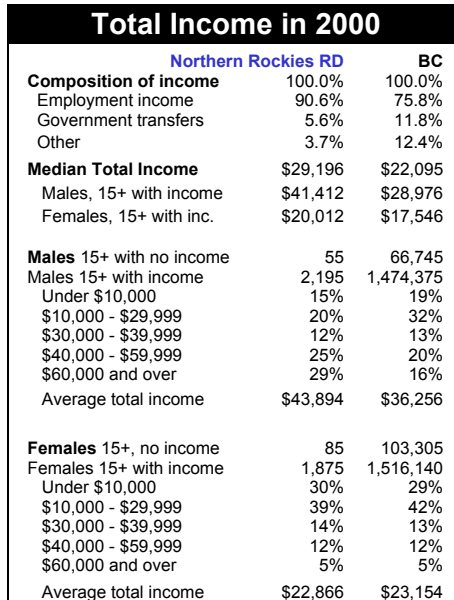 Total Income in 2000
Northern Rockies RD BC
Composition of income 100.0% 100.0%
Employment income 90.6% 75.8%
Government transfers 5.6% 11.8%
Other 3.7% 12.4%
Median Total Income $29,196 $22,095
Males, 15+ with income $41,412 $28,976
Females, 15+ with inc. $20,012 $17,546
Males 15+ with no income 55 66,745
Males 15+ with income 2,195 1,474,375
Under $10,000 15% 19%
$10,000 - $29,999 20% 32%
$30,000 - $39,999 12% 13%
$40,000 - $59,999 25% 20%
$60,000 and over 29% 16%
Average total income $43,894 $36,256
Females 15+, no income 85 103,305
Females 15+ with income 1,875 1,516,140
Under $10,000 30% 29%
$10,000 - $29,999 39% 42%
$30,000 - $39,999 14% 13%
$40,000 - $59,999 12% 12%
$60,000 and over 5% 5%
Average total income $22,866 $23,154